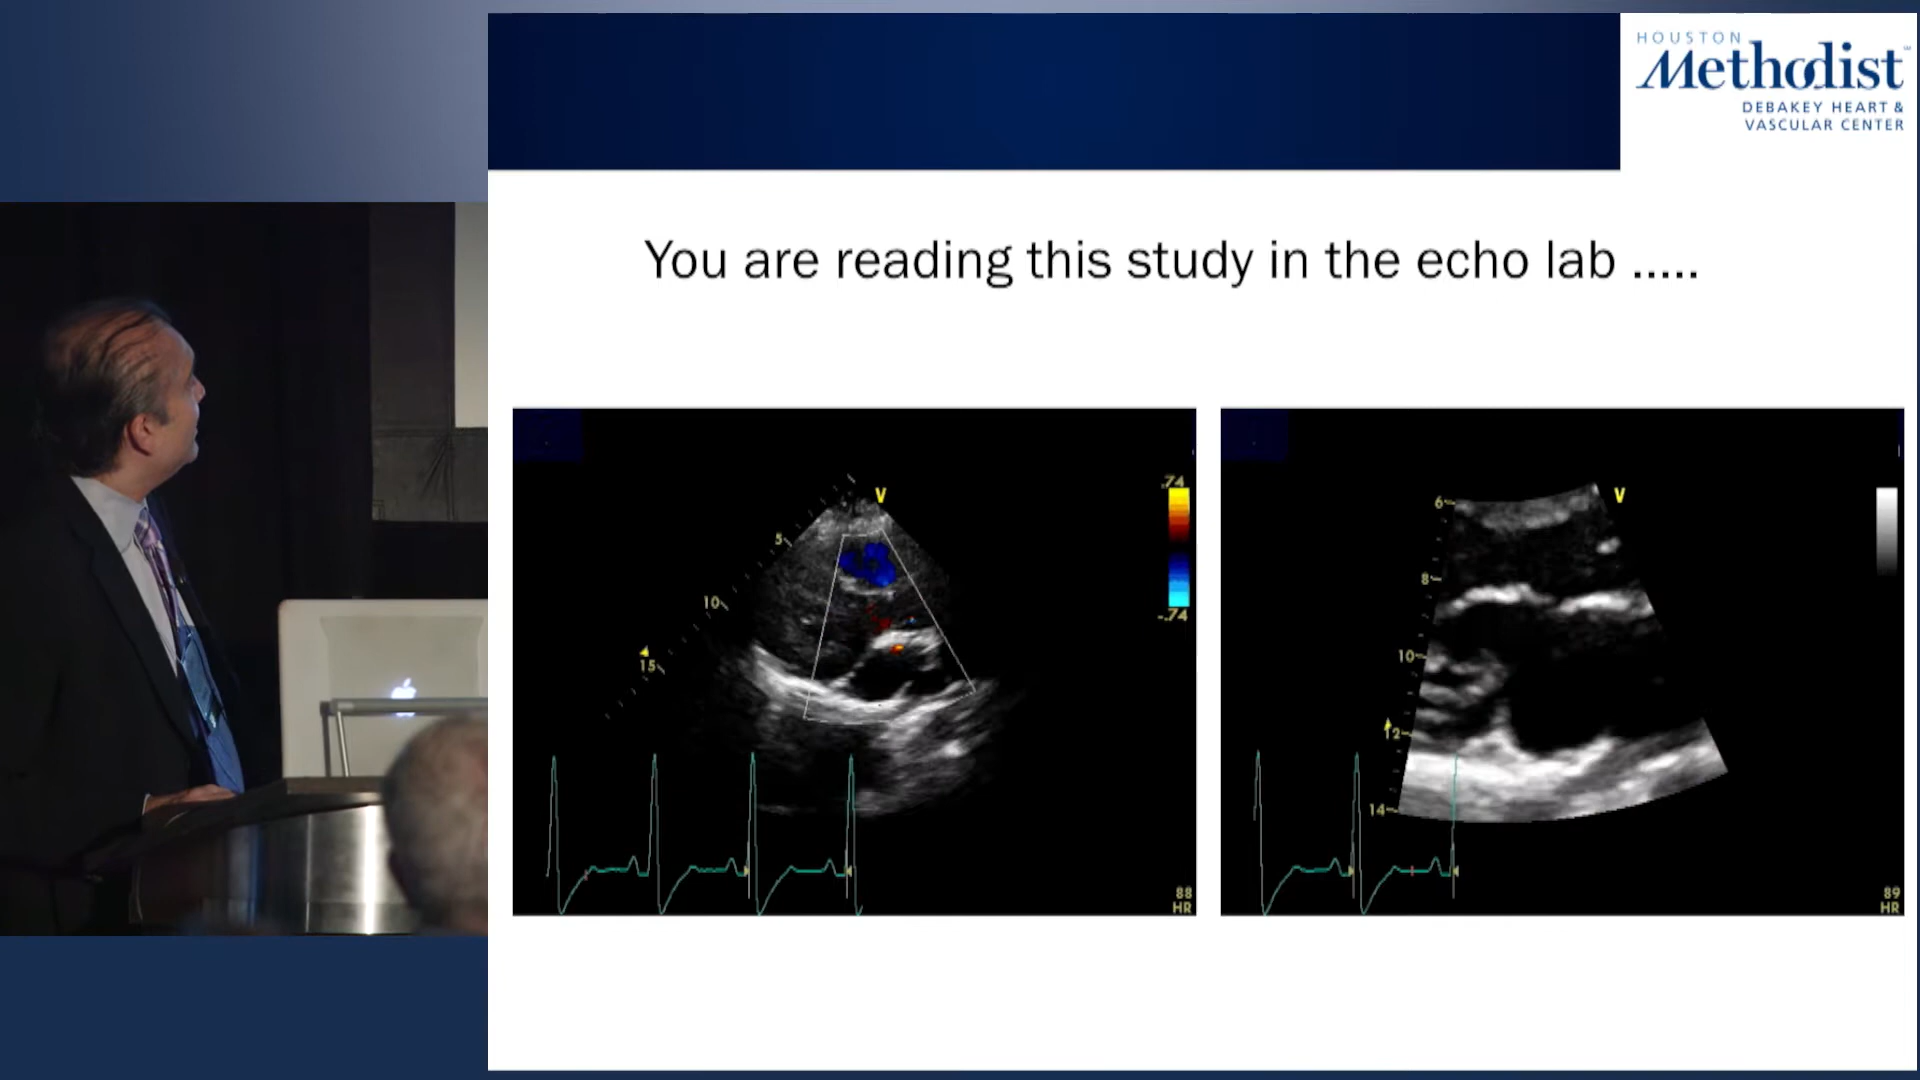 HOUSTON
Methodist
DEBAKEY HEART &
VASCULAR CENTER
You are reading this study in the echo lab .....
V
.74
5
10
15
-.74
88
HR
V
6
8
10
12
14
89
HR